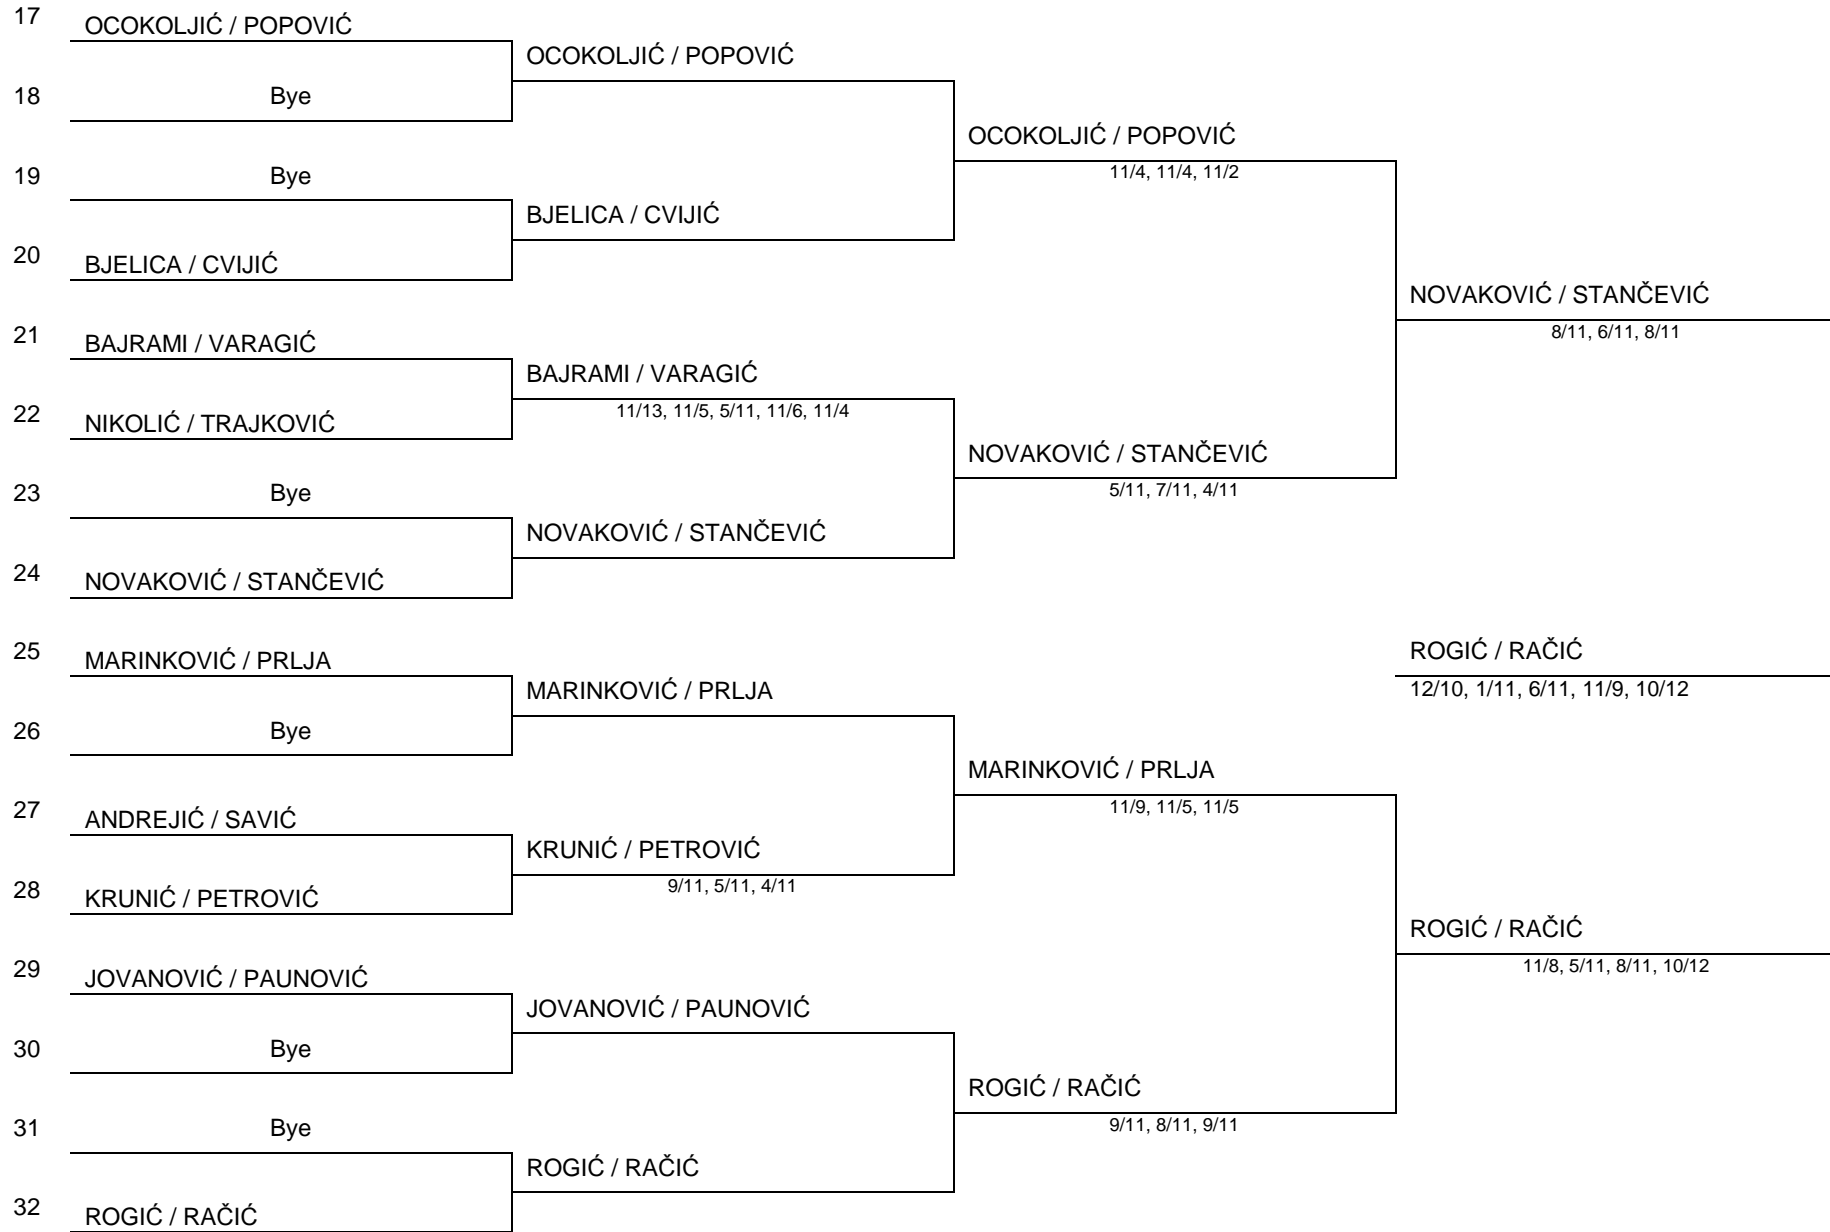 17
OCOKOLJIĆ / POPOVIĆ
OCOKOLJIĆ / POPOVIĆ
18
Bye
OCOKOLJIĆ / POPOVIĆ
11/4, 11/4, 11/2
19
Bye
BJELICA / CVIJIĆ
20
BJELICA / CVIJIĆ
NOVAKOVIĆ / STANČEVIĆ
8/11, 6/11, 8/11
21
BAJRAMI / VARAGIĆ
BAJRAMI / VARAGIĆ
11/13, 11/5, 5/11, 11/6, 11/4
22
NIKOLIĆ / TRAJKOVIĆ
NOVAKOVIĆ / STANČEVIĆ
5/11, 7/11, 4/11
23
Bye
NOVAKOVIĆ / STANČEVIĆ
24
NOVAKOVIĆ / STANČEVIĆ
25
MARINKOVIĆ / PRLJA
ROGIĆ / RAČIĆ
12/10, 1/11, 6/11, 11/9, 10/12
MARINKOVIĆ / PRLJA
26
Bye
MARINKOVIĆ / PRLJA
11/9, 11/5, 11/5
27
ANDREJIĆ / SAVIĆ
KRUNIĆ / PETROVIĆ
9/11, 5/11, 4/11
28
KRUNIĆ / PETROVIĆ
ROGIĆ / RAČIĆ
11/8, 5/11, 8/11, 10/12
29
JOVANOVIĆ / PAUNOVIĆ
JOVANOVIĆ / PAUNOVIĆ
30
Bye
ROGIĆ / RAČIĆ
9/11, 8/11, 9/11
31
Bye
ROGIĆ / RAČIĆ
32
ROGIĆ / RAČIĆ